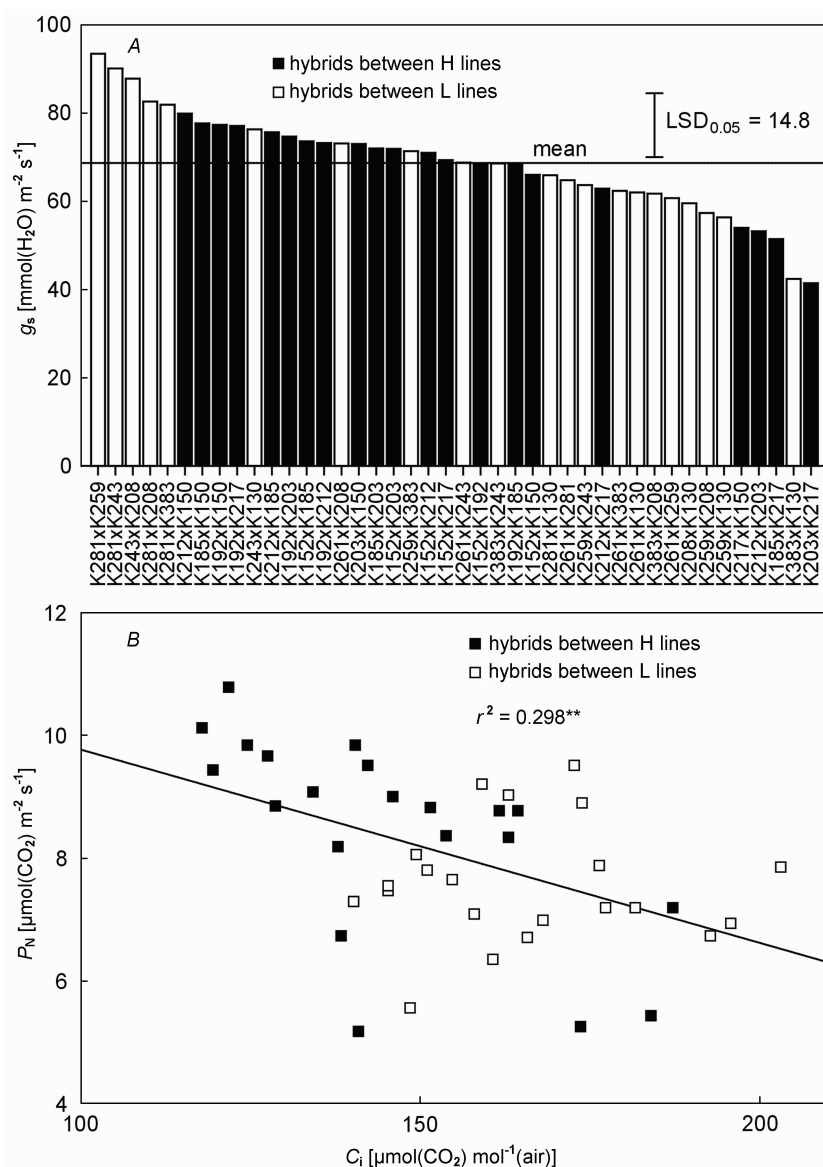 100
80
60
40
20
0
gs [mmol(H2O) m-2 s-1]
A
hybrids between H lines
hybrids between L lines
LSD0.05 = 14.8
mean
K281xK259
K281xK243
K243xK208
K281xK208
K281xK383
K212xK150
K185xK150
K192xK150
K192xK217
K243xK130
K212xK185
K192xK203
K152xK185
K192xK212
K261xK208
K203xK150
K185xK203
K152xK203
K259xK383
K152xK212
K152xK217
K261xK243
K152xK192
K383xK243
K192xK185
K152xK150
K281xK130
K261xK281
K259xK243
K212xK217
K261xK383
K261xK130
K383xK208
K261xK259
K208xK130
K259xK208
K259xK130
K217xK150
K212xK203
K185xK217
K383xK130
K203xK217
12
10
8
6
4
PN [µmol(CO2) m-2 s-1]
B
hybrids between H lines
hybrids between L lines
r2 = 0.298**
100 150 200
Ci [µmol(CO2) mol-1(air)]